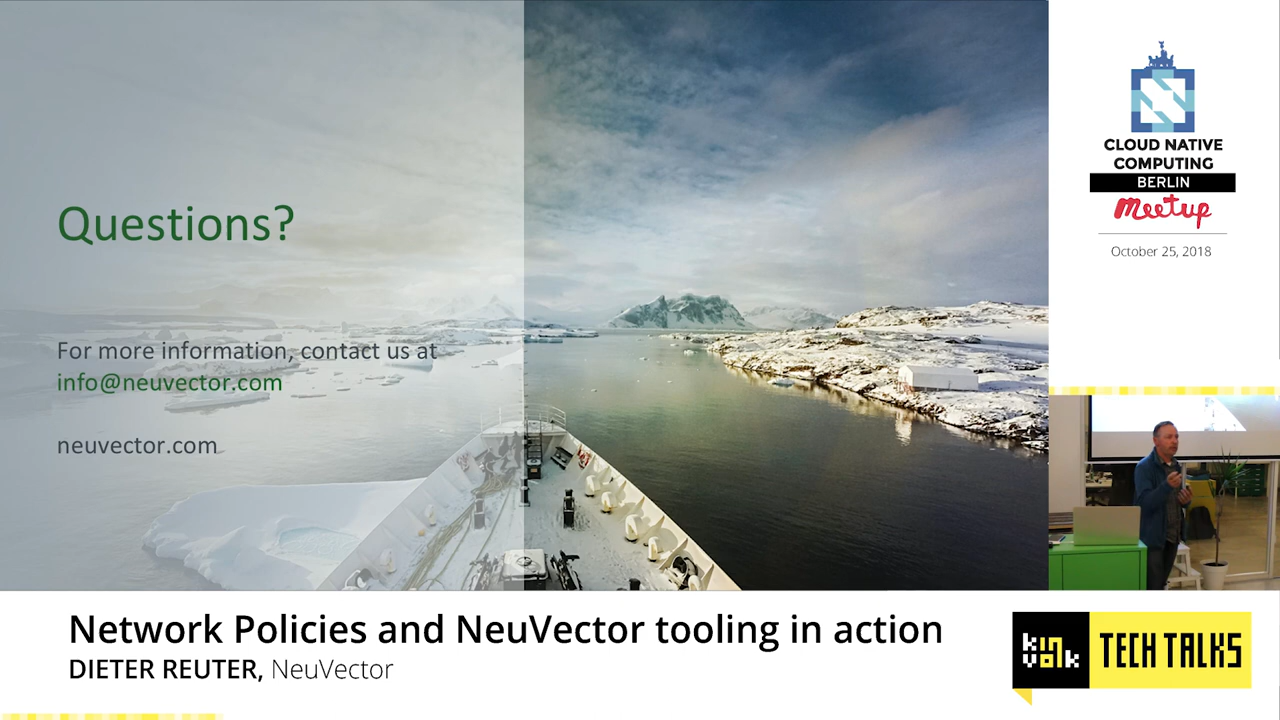 Questions?
For more information, contact us at
info@neuvector.com
neuvector.com
CLOUD NATIVE
COMPUTING
BERLIN
Meetup
October 25, 2018
Network Policies and NeuVector tooling in action
DIETER REUTER, NeuVector
kinvolk
TECH TALKS